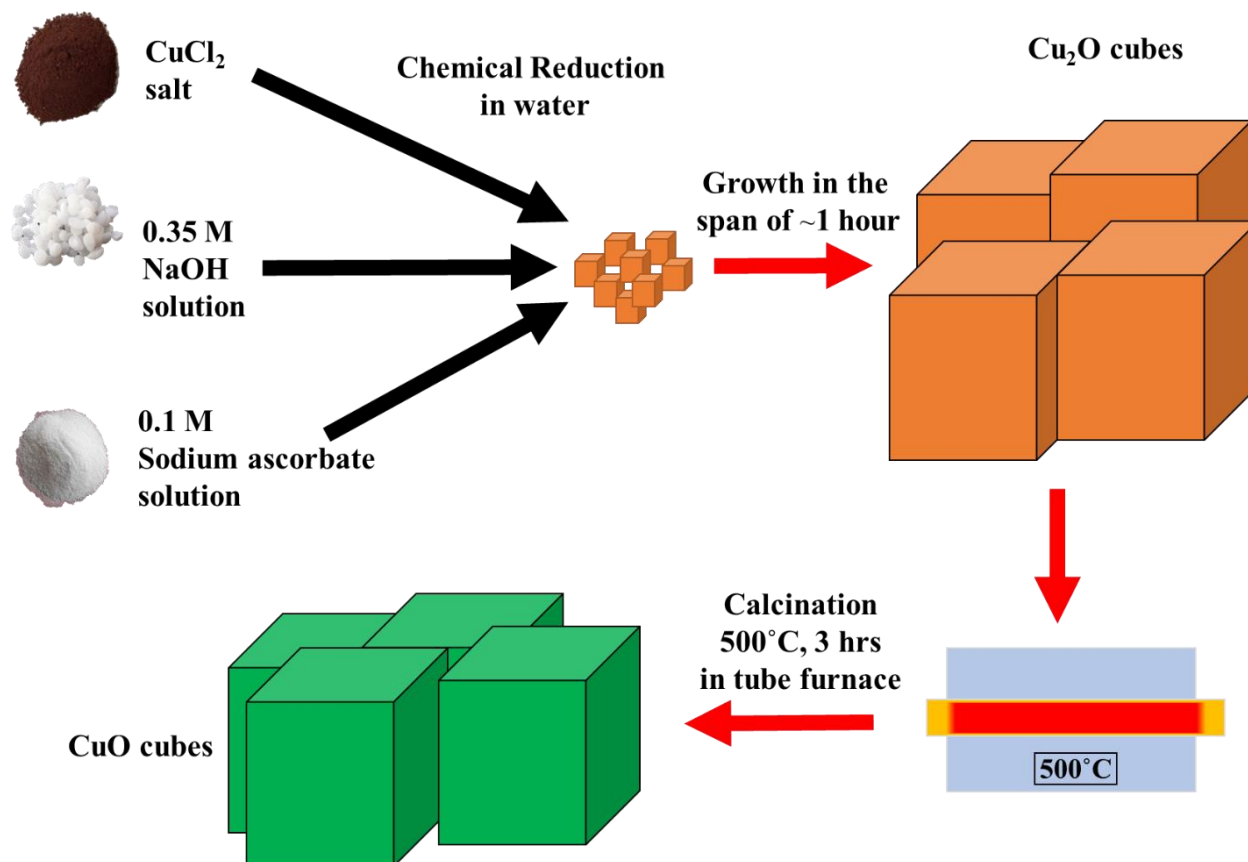 CuCl₂
salt
Chemical Reduction
in water
Cu₂O cubes
0.35 M
NaOH
solution
Growth in the
span of ~1 hour
0.1 M
Sodium ascorbate
solution
Calcination
500˚C, 3 hrs
in tube furnace
CuO cubes
500˚C